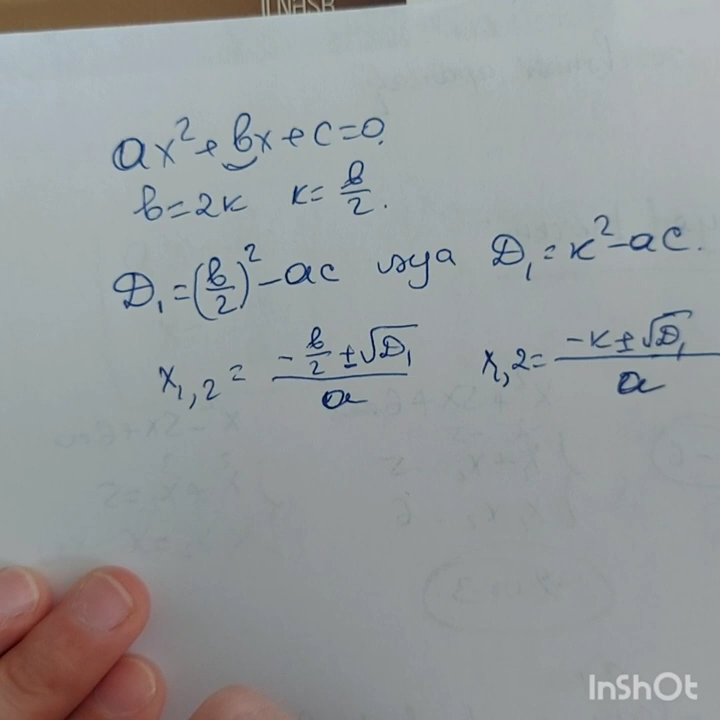 ax²+bx+c=0.
b=2k k=b/2.
D₁=(b/2)²-ac D₁=k²-ac.
x₁,₂=(-b/2±√D₁)/a x₁,₂=(-k±√D₁)/a
InShOt